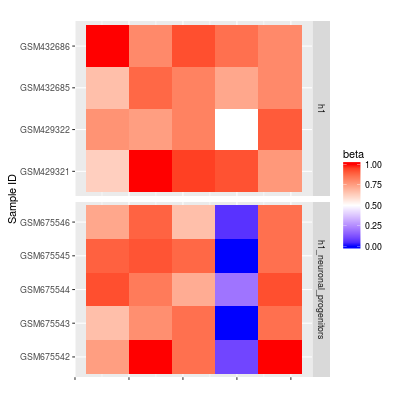 GSM432686
GSM432685
GSM429322
GSM429321
h1
GSM675546
GSM675545
GSM675544
GSM675543
GSM675542
h1_neuronal_progenitors
Sample ID
beta
1.00
0.75
0.50
0.25
0.00